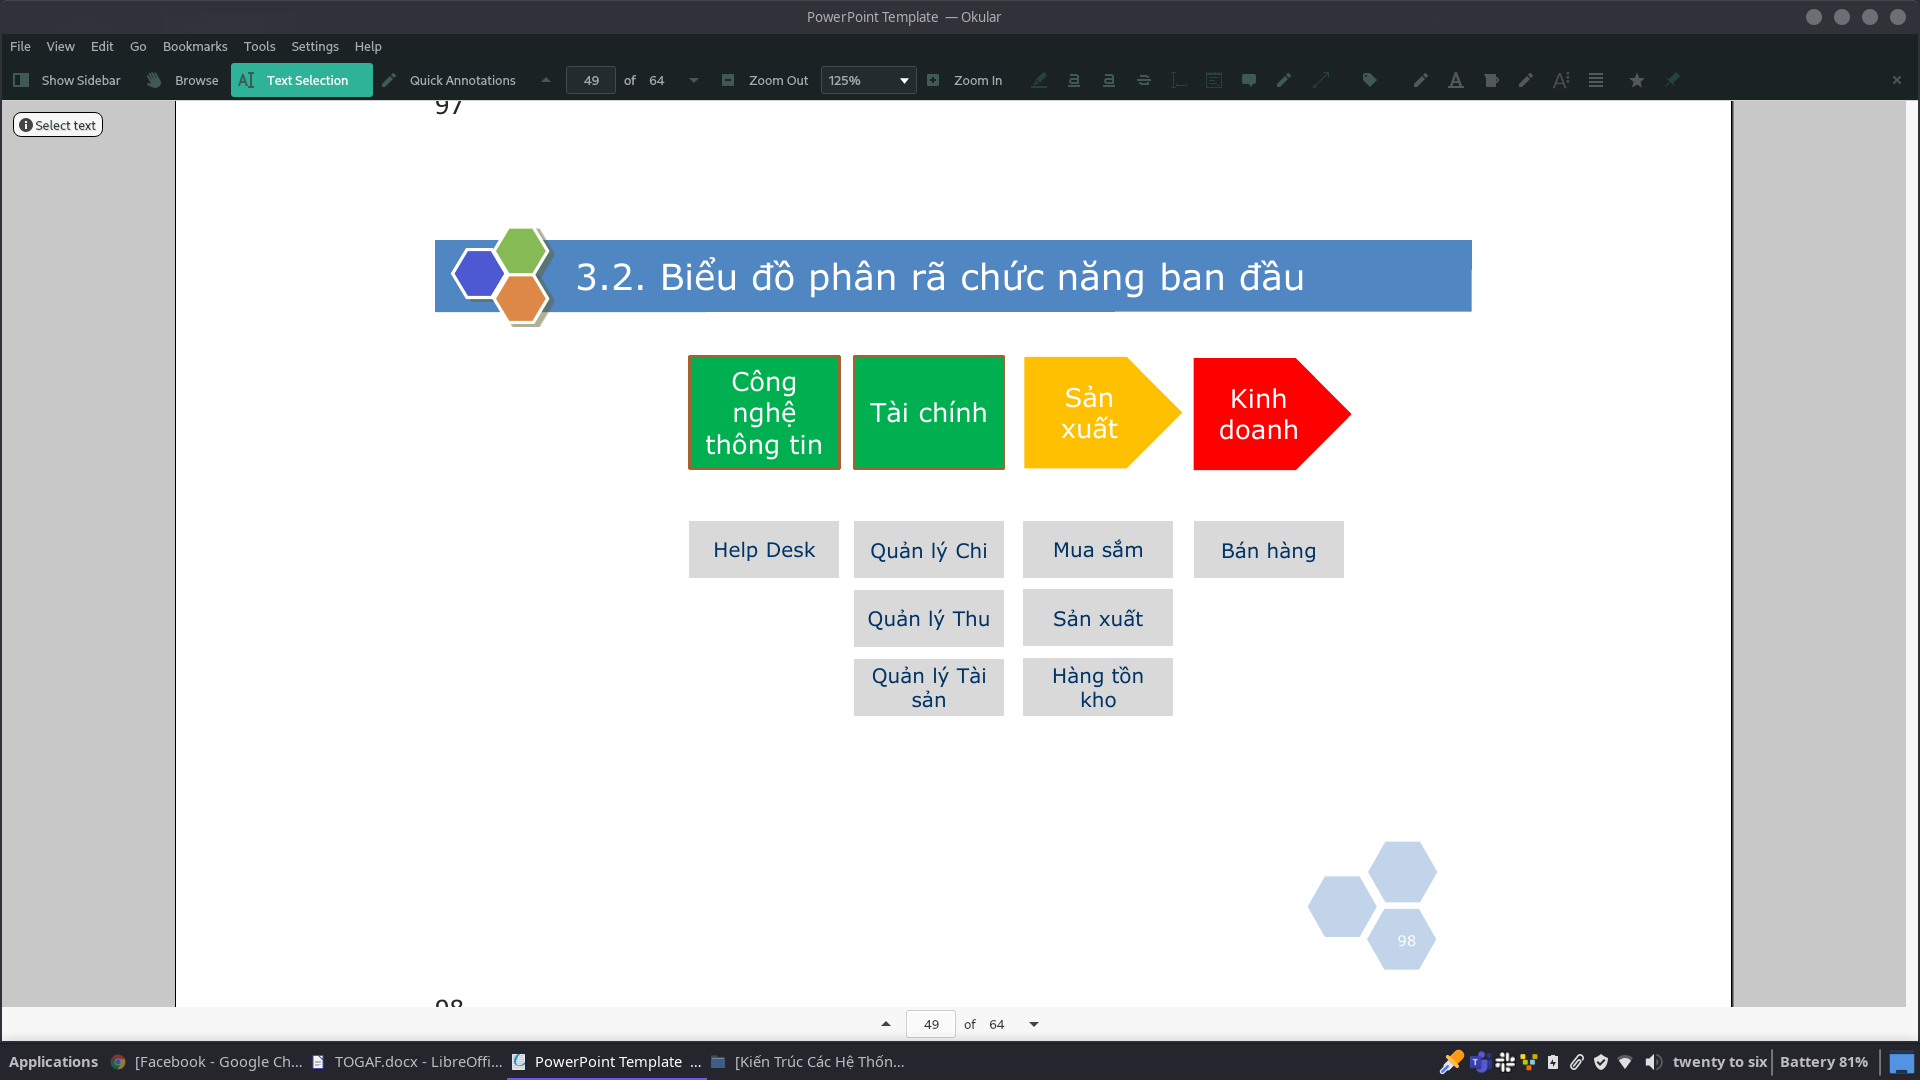 PowerPoint Template — Okular
File View Edit Go Bookmarks Tools Settings Help
Show Sidebar Browse Text Selection Quick Annotations 49 of 64 Zoom Out 125% Zoom In
Select text
97
3.2. Biểu đồ phân rã chức năng ban đầu
Công
nghệ
thông tin
Tài chính
Sản
xuất
Kinh
doanh
Help Desk
Quản lý Chi
Mua sắm
Bán hàng
Quản lý Thu
Sản xuất
Quản lý Tài
sản
Hàng tồn
kho
98
98
49 of 64
Applications [Facebook - Google Ch... TOGAF.docx - LibreOffi... PowerPoint Template ... [Kiến Trúc Các Hệ Thốn... twenty to six Battery 81%